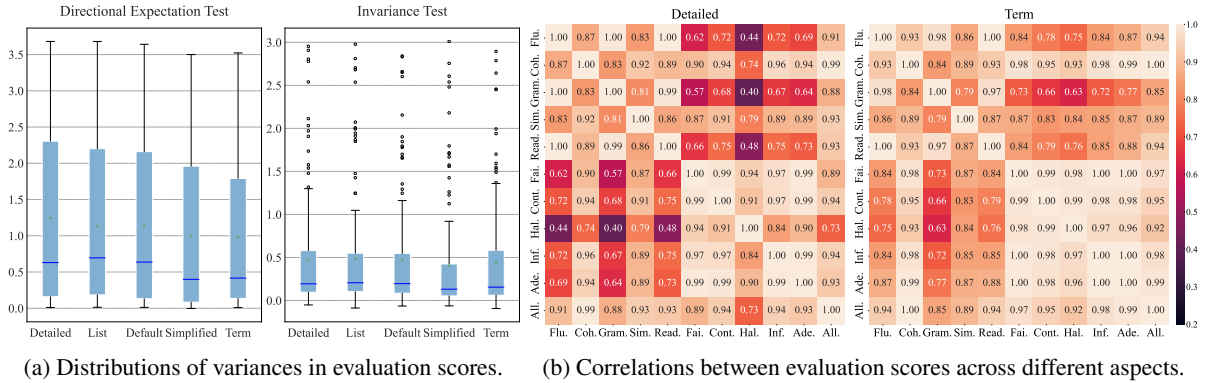 Directional Expectation Test
3.5
3.0
2.5
2.0
1.5
1.0
0.5
0.0
Detailed List Default Simplified Term
Invariance Test
3.0
2.5
2.0
1.5
1.0
0.5
0.0
Detailed List Default Simplified Term
(a) Distributions of variances in evaluation scores.
Detailed
Flu. 1.00 0.87 1.00 0.83 1.00 0.62 0.72 0.44 0.72 0.69 0.91
Coh. 0.87 1.00 0.83 0.92 0.89 0.90 0.94 0.74 0.96 0.94 0.99
Gram. 1.00 0.83 1.00 0.81 0.99 0.57 0.68 0.40 0.67 0.64 0.88
Sim. 0.83 0.92 0.81 1.00 0.86 0.87 0.91 0.79 0.89 0.89 0.93
Read. 1.00 0.89 0.99 0.86 1.00 0.66 0.75 0.48 0.75 0.73 0.93
Fai. 0.62 0.90 0.57 0.87 0.66 1.00 0.99 0.94 0.97 0.99 0.89
Cont. 0.72 0.94 0.68 0.91 0.75 0.99 1.00 0.91 0.97 0.99 0.94
Hal. 0.44 0.74 0.40 0.79 0.48 0.94 0.91 1.00 0.84 0.90 0.73
Inf. 0.72 0.96 0.67 0.89 0.75 0.97 0.97 0.84 1.00 0.99 0.94
Ade. 0.69 0.94 0.64 0.89 0.73 0.99 0.99 0.90 0.99 1.00 0.93
All. 0.91 0.99 0.88 0.93 0.93 0.89 0.94 0.73 0.94 0.93 1.00
Flu. Coh. Gram. Sim. Read. Fai. Cont. Hal. Inf. Ade. All.
Term
1.00 0.93 0.98 0.86 1.00 0.84 0.78 0.75 0.84 0.87 0.94
0.93 1.00 0.84 0.89 0.93 0.98 0.95 0.93 0.98 0.99 1.00
0.98 0.84 1.00 0.79 0.97 0.73 0.66 0.63 0.72 0.77 0.85
0.86 0.89 0.79 1.00 0.87 0.87 0.83 0.84 0.85 0.88 0.89
1.00 0.93 0.97 0.87 1.00 0.84 0.79 0.76 0.85 0.88 0.94
0.84 0.98 0.73 0.87 0.84 1.00 0.99 0.98 1.00 1.00 0.97
0.78 0.95 0.66 0.83 0.79 0.99 1.00 0.99 0.99 0.98 0.95
0.75 0.93 0.63 0.84 0.76 0.98 0.99 1.00 0.97 0.96 0.92
0.84 0.98 0.72 0.85 0.85 1.00 0.99 0.97 1.00 0.99 0.98
0.87 0.99 0.77 0.88 0.88 1.00 0.98 0.96 0.99 1.00 0.98
0.94 1.00 0.85 0.89 0.94 0.97 0.95 0.92 0.98 0.98 1.00
Flu. Coh. Gram. Sim. Read. Fai. Cont. Hal. Inf. Ade. All.
1.0
0.9
0.8
0.7
0.6
0.5
0.4
0.3
0.2
(b) Correlations between evaluation scores across different aspects.